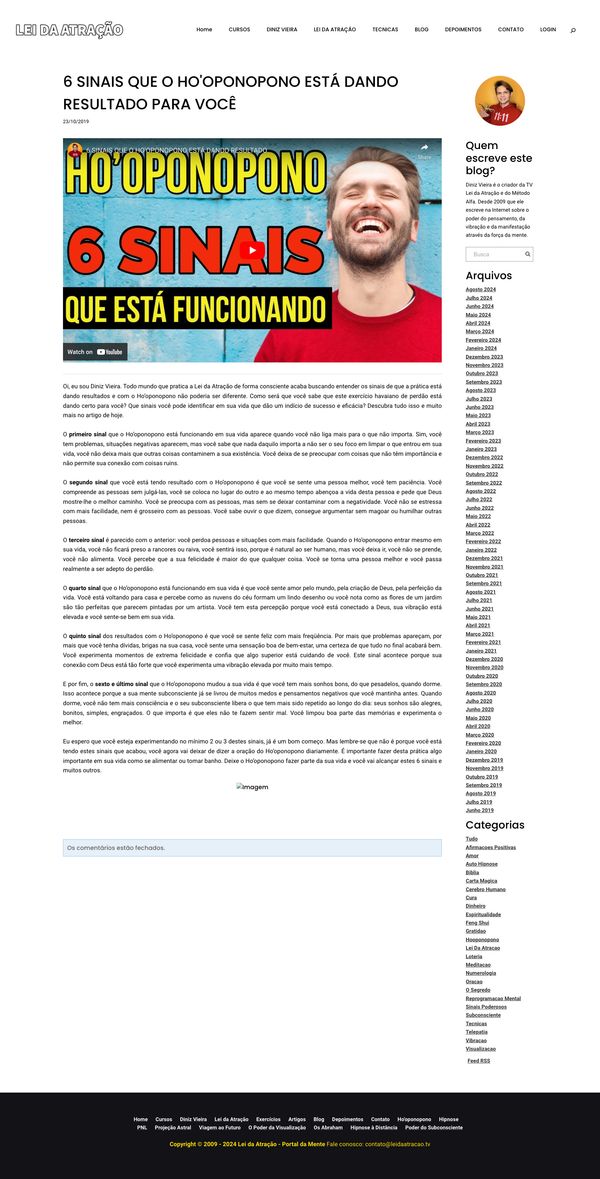 LEI DA ATRAÇÃO
Home CURSOS DINIZ VIEIRA LEI DA ATRAÇÃO TECNICAS BLOG DEPOIMENTOS CONTATO LOGIN
6 SINAIS QUE O HO'OPONOPONO ESTÁ DANDO
RESULTADO PARA VOCÊ
23/10/2019
6 SINAIS QUE O HO'OPONOPONO ESTÁ DANDO RESULTADO
Share
HO'OPONOPONO
6 SINAIS
QUE ESTÁ FUNCIONANDO
Watch on YouTube
Oi, eu sou Diniz Vieira. Todo mundo que pratica a Lei da Atração de forma consciente acaba buscando entender os sinais de que a prática está
dando resultados e com o Ho'oponopono não poderia ser diferente. Como será que você sabe que este exercício havaiano de perdão está
dando certo para você? Que sinais você pode identificar em sua vida que dão um indício de sucesso e eficácia? Descubra tudo isso e muito
mais no artigo de hoje.
O primeiro sinal que o Ho'oponopono está funcionando em sua vida aparece quando você não liga mais para o que não importa. Sim, você
tem problemas, situações negativas aparecem, mas você sabe que nada daquilo importa a não ser o seu foco em limpar o que entrou em sua
vida, você não deixa mais que outras coisas contaminem a sua existência. Você deixa de se preocupar com coisas que não têm importância e
não permite sua conexão com coisas ruins.
O segundo sinal que você está tendo resultado com o Ho'oponopono é que você se sente uma pessoa melhor, você tem paciência. Você
compreende as pessoas sem julgá-las, você se coloca no lugar do outro e ao mesmo tempo abençoa a vida desta pessoa e pede que Deus
mostre-lhe o melhor caminho. Você se preocupa com as pessoas, mas sem se deixar contaminar com a negatividade. Você não se estressa
com mais facilidade, nem é grosseiro com as pessoas. Você sabe ouvir o que dizem, consegue argumentar sem magoar ou humilhar outras
pessoas.
O terceiro sinal é parecido com o anterior: você perdoa pessoas e situações com mais facilidade. Quando o Ho'oponopono entrar mesmo em
sua vida, você não ficará preso a rancores ou raiva, você sentirá isso, porque é natural ao ser humano, mas você deixa ir, você não se prende,
você não alimenta. Você percebe que a sua felicidade é maior do que qualquer coisa. Você se torna uma pessoa melhor e você passa
realmente a ser adepto do perdão.
O quarto sinal que o Ho'oponopono está funcionando em sua vida é que você sente amor pelo mundo, pela criação de Deus, pela perfeição da
vida. Você está voltando para casa e percebe como as nuvens do céu formam um lindo desenho ou você nota como as flores de um jardim
são tão perfeitas que parecem pintadas por um artista. Você tem esta percepção porque você está conectado a Deus, sua vibração está
elevada e você sente-se bem em sua vida.
O quinto sinal dos resultados com o Ho'oponopono é que você se sente feliz com mais freqüência. Por mais que problemas apareçam, por
mais que você tenha dívidas, brigas na sua casa, você sente uma sensação boa de bem-estar, uma certeza de que tudo no final acabará bem.
Você experimenta momentos de extrema felicidade e confia que algo superior está cuidando de você. Este sinal acontece porque sua
conexão com Deus está tão forte que você experimenta uma vibração elevada por muito mais tempo.
E por fim, o sexto e último sinal que o Ho'oponopono mudou a sua vida é que você tem mais sonhos bons, do que pesadelos, quando dorme.
Isso acontece porque a sua mente subconsciente já se livrou de muitos medos e pensamentos negativos que você mantinha antes. Quando
dorme, você não tem mais consciência e o seu subconsciente libera o que tem mais sido repetido ao longo do dia: seus sonhos são alegres,
bonitos, simples, engraçados. O que importa é que eles não te fazem sentir mal. Você limpou boa parte das memórias e experimenta o
melhor.
Eu espero que você esteja experimentando no mínimo 2 ou 3 destes sinais, já é um bom começo. Mas lembre-se que não é porque você está
tendo estes sinais que acabou, você agora vai deixar de dizer a oração do Ho'oponopono diariamente. É importante fazer desta prática algo
importante em sua vida como se alimentar ou tomar banho. Deixe o Ho'oponopono fazer parte da sua vida e você vai alcançar estes 6 sinais e
muitos outros.
Imagem
Os comentários estão fechados.
11:11
Quem
escreve este
blog?
Diniz Vieira é o criador da TV
Lei da Atração e do Método
Alfa. Desde 2009 que ele
escreve na Internet sobre o
poder do pensamento, da
vibração e da manifestação
através da força da mente.
Busca
Arquivos
Agosto 2024
Julho 2024
Junho 2024
Maio 2024
Abril 2024
Março 2024
Fevereiro 2024
Janeiro 2024
Dezembro 2023
Novembro 2023
Outubro 2023
Setembro 2023
Agosto 2023
Julho 2023
Junho 2023
Maio 2023
Abril 2023
Março 2023
Fevereiro 2023
Janeiro 2023
Dezembro 2022
Novembro 2022
Outubro 2022
Setembro 2022
Agosto 2022
Julho 2022
Junho 2022
Maio 2022
Abril 2022
Março 2022
Fevereiro 2022
Janeiro 2022
Dezembro 2021
Novembro 2021
Outubro 2021
Setembro 2021
Agosto 2021
Julho 2021
Junho 2021
Maio 2021
Abril 2021
Março 2021
Fevereiro 2021
Janeiro 2021
Dezembro 2020
Novembro 2020
Outubro 2020
Setembro 2020
Agosto 2020
Julho 2020
Junho 2020
Maio 2020
Abril 2020
Março 2020
Fevereiro 2020
Janeiro 2020
Dezembro 2019
Novembro 2019
Outubro 2019
Setembro 2019
Agosto 2019
Julho 2019
Junho 2019
Categorias
Tudo
Afirmacoes Positivas
Amor
Auto Hipnose
Biblia
Carta Magica
Cerebro Humano
Cura
Dinheiro
Espiritualidade
Feng Shui
Gratidao
Hooponopono
Lei Da Atracao
Loteria
Meditacao
Numerologia
Oracao
O Segredo
Reprogramacao Mental
Sinais Poderosos
Subconsciente
Tecnicas
Telepatia
Vibracao
Visualizacao
Feed RSS
Home Cursos Diniz Vieira Lei da Atração Exercícios Artigos Blog Depoimentos Contato Ho'oponopono Hipnose
PNL Projeção Astral Viagem ao Futuro O Poder da Visualização Os Abraham Hipnose à Distância Poder do Subconsciente
Copyright © 2009 - 2024 Lei da Atração - Portal da Mente Fale conosco: contato@leidaatracao.tv